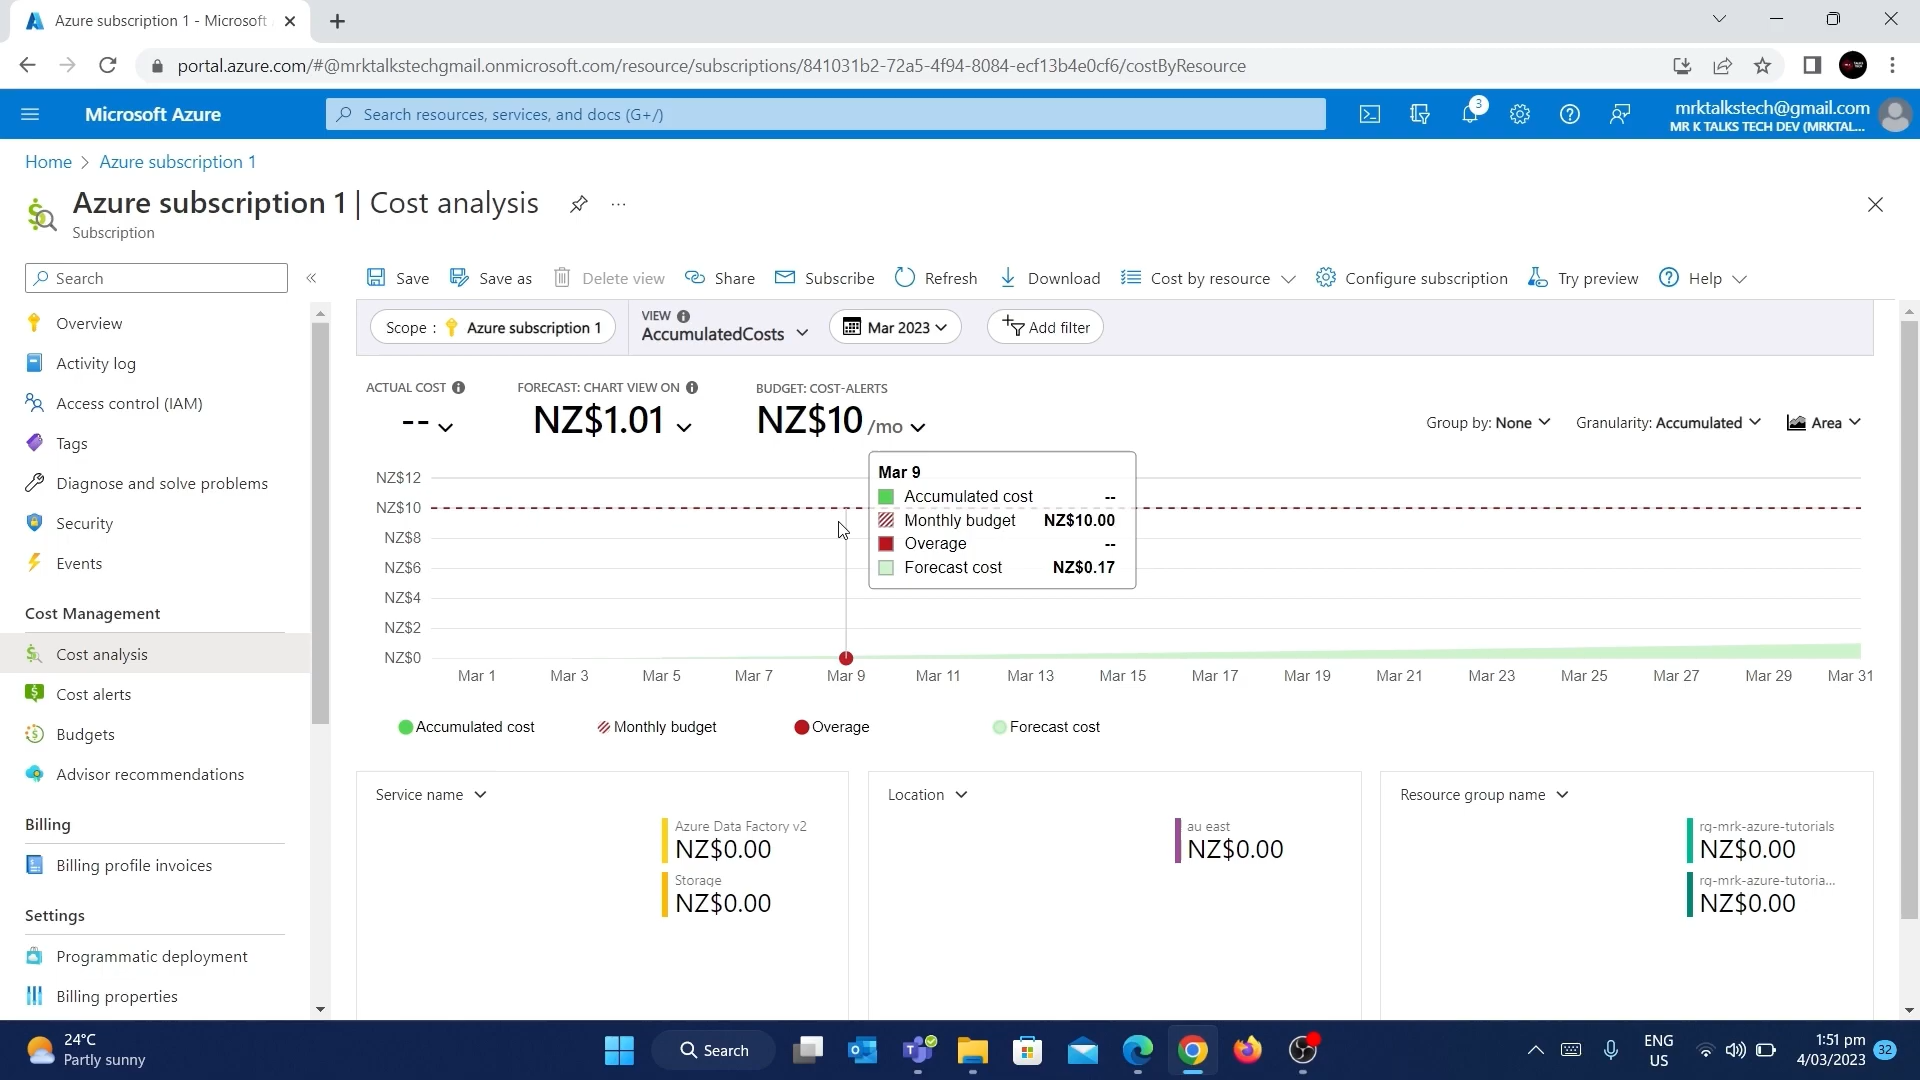 Azure subscription 1 - Microsoft
portal.azure.com/#@mrktalkstechgmail.onmicrosoft.com/resource/subscriptions/841031b2-72a5-4f94-8084-ecf13b4e0cf6/costByResource
Microsoft Azure
Search resources, services, and docs (G+/)
3
mrktalkstech@gmail.com
MR K TALKS TECH DEV (MRKTAL...
Home > Azure subscription 1
Azure subscription 1 | Cost analysis ...
Subscription
Search
«
Save
Save as
Delete view
Share
Subscribe
Refresh
Download
Cost by resource
Configure subscription
Try preview
Help
Overview
Activity log
Access control (IAM)
Tags
Diagnose and solve problems
Security
Events
Cost Management
Cost analysis
Cost alerts
Budgets
Advisor recommendations
Billing
Billing profile invoices
Settings
Programmatic deployment
Billing properties
Scope : Azure subscription 1
VIEW
AccumulatedCosts
Mar 2023
Add filter
ACTUAL COST
--
FORECAST: CHART VIEW ON
NZ$1.01
BUDGET: COST-ALERTS
NZ$10 /mo
Group by: None
Granularity: Accumulated
Area
NZ$12
NZ$10
NZ$8
NZ$6
NZ$4
NZ$2
NZ$0
Mar 9
Accumulated cost --
Monthly budget NZ$10.00
Overage --
Forecast cost NZ$0.17
Mar 1 Mar 3 Mar 5 Mar 7 Mar 9 Mar 11 Mar 13 Mar 15 Mar 17 Mar 19 Mar 21 Mar 23 Mar 25 Mar 27 Mar 29 Mar 31
Accumulated cost Monthly budget Overage Forecast cost
Service name
Azure Data Factory v2
NZ$0.00
Storage
NZ$0.00
Location
au east
NZ$0.00
Resource group name
rg-mrk-azure-tutorials
NZ$0.00
rg-mrk-azure-tutoria...
NZ$0.00
24°C
Partly sunny
Search
ENG
US
1:51 pm
4/03/2023
32